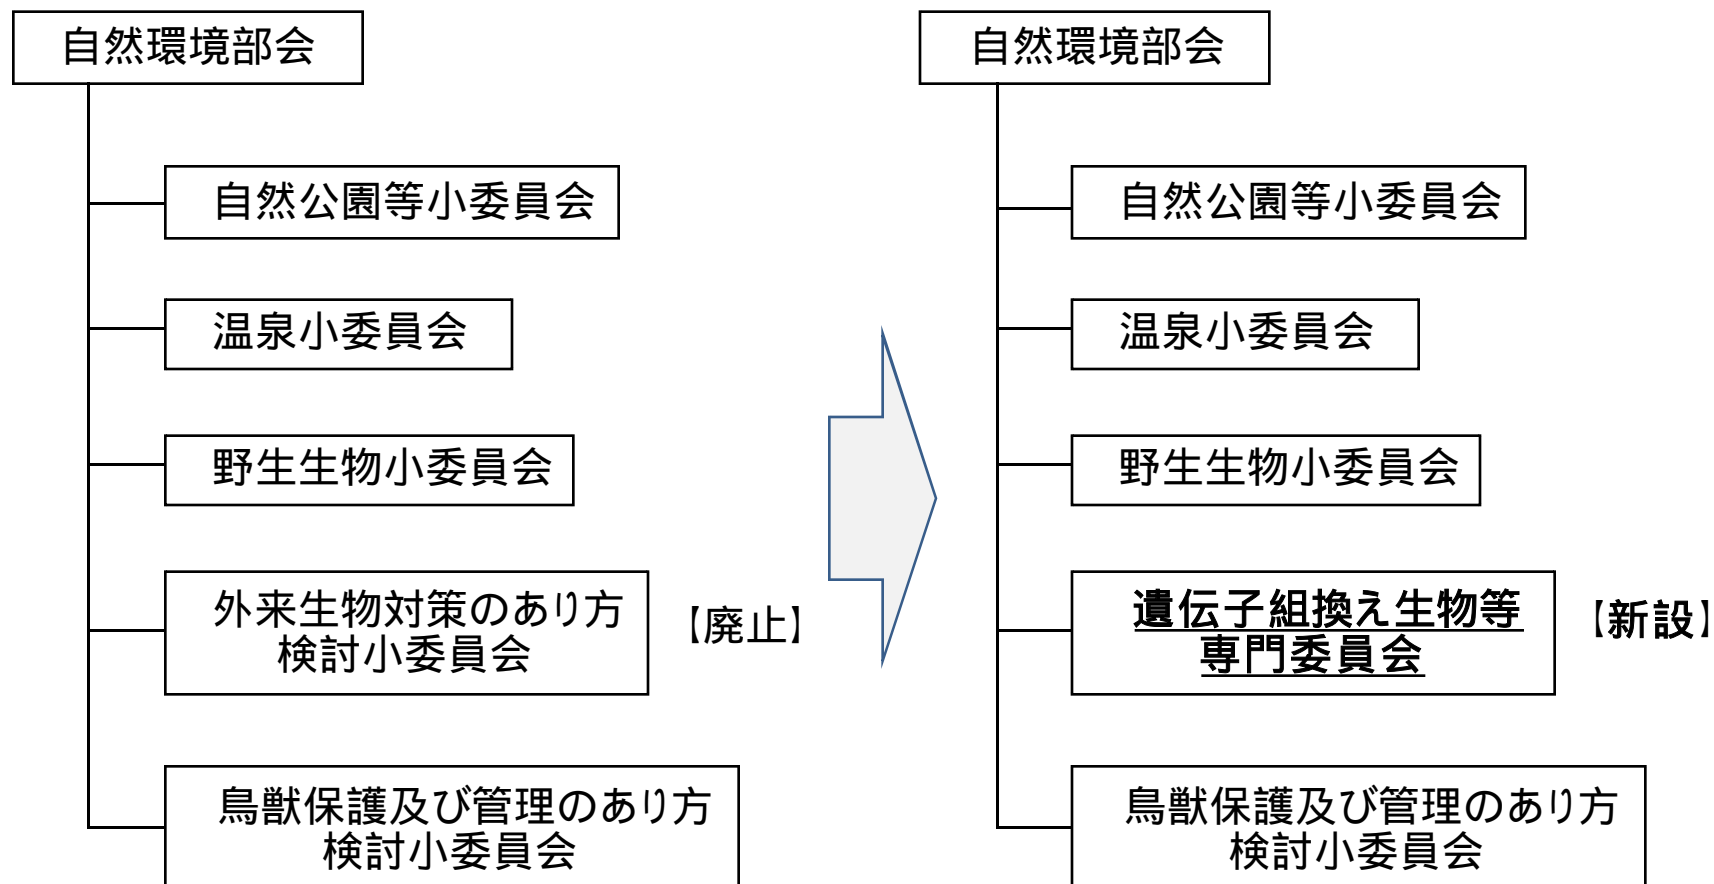 自然環境部会
自然公園等小委員会
温泉小委員会
野生生物小委員会
外来生物対策のあり方
検討小委員会
【廃止】
鳥獣保護及び管理のあり方
検討小委員会
自然環境部会
自然公園等小委員会
温泉小委員会
野生生物小委員会
遺伝子組換え生物等
専門委員会
【新設】
鳥獣保護及び管理のあり方
検討小委員会